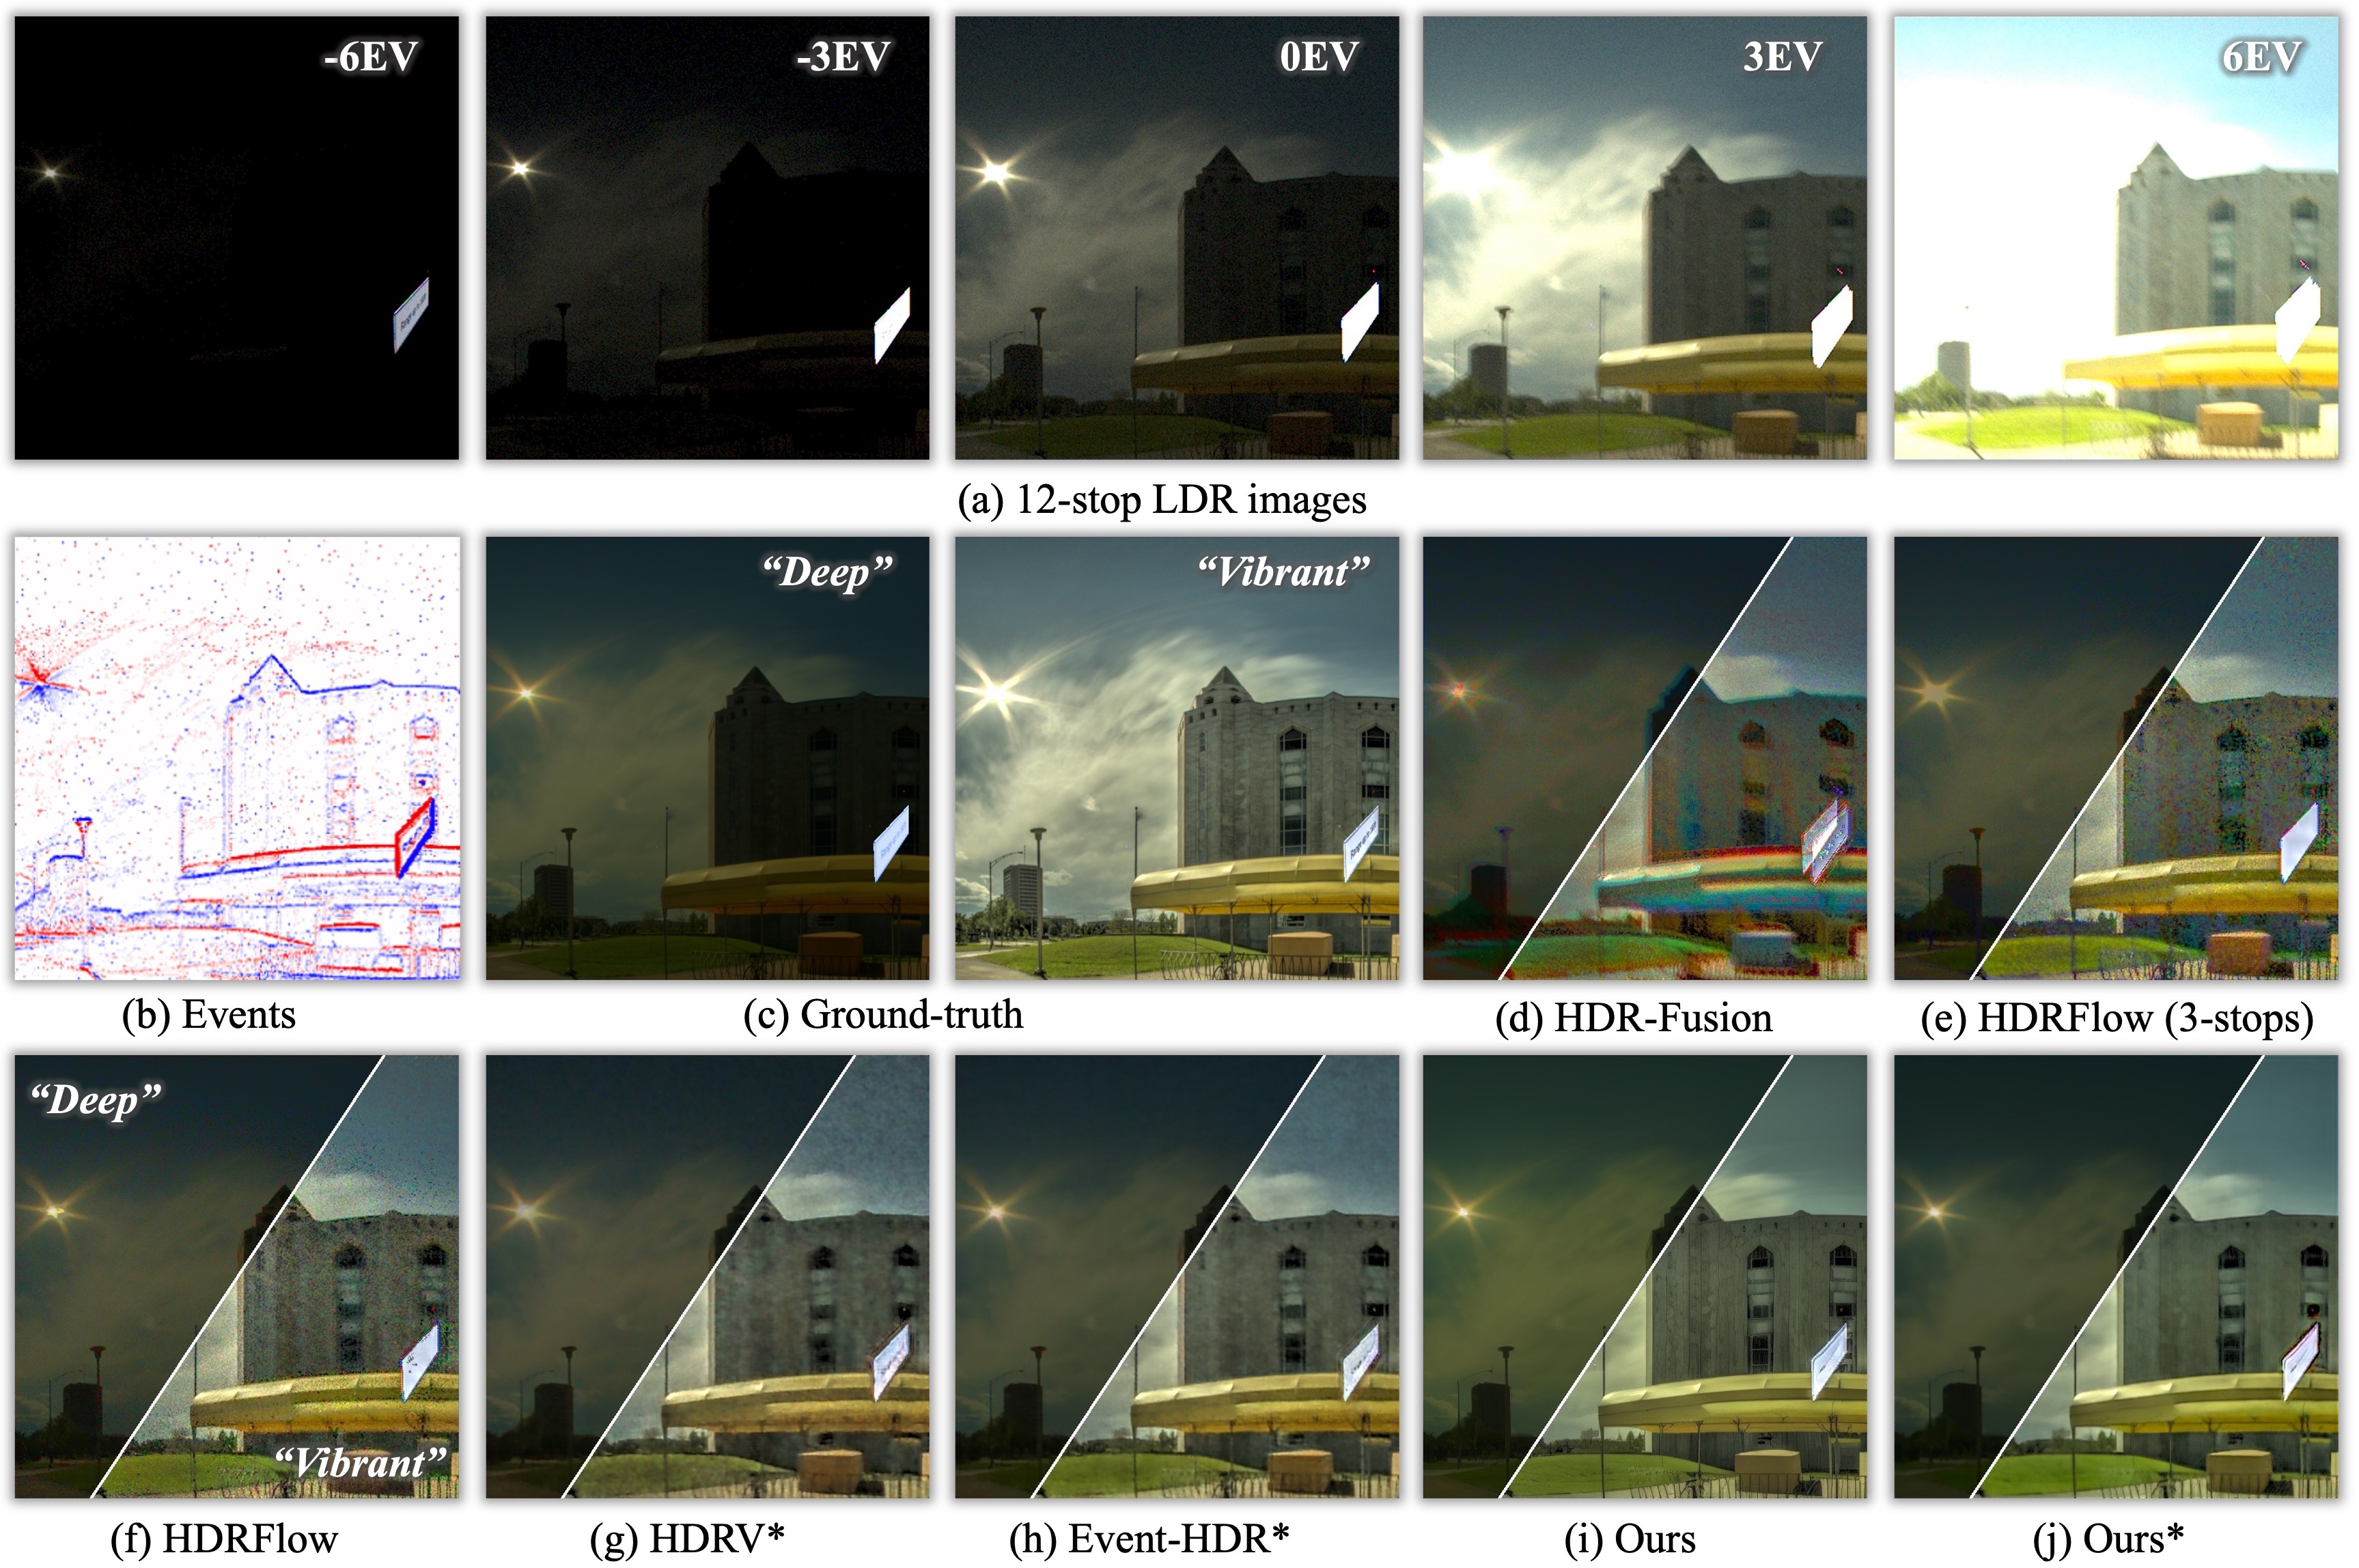 -6EV
-3EV
0EV
3EV
6EV
(a) 12-stop LDR images
“Deep”
“Vibrant”
(b) Events
(c) Ground-truth
(d) HDR-Fusion
(e) HDRFlow (3-stops)
“Deep”
“Vibrant”
(f) HDRFlow
(g) HDRV*
(h) Event-HDR*
(i) Ours
(j) Ours*